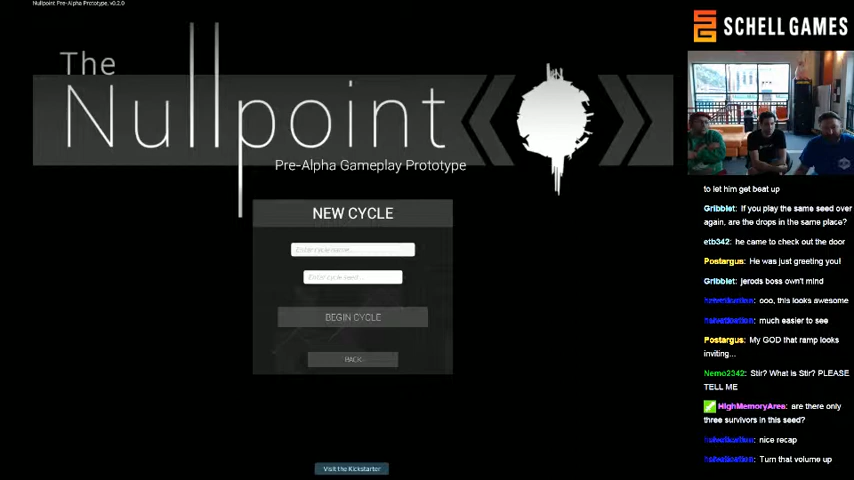 Nullpoint Pre-Alpha Prototype, v0.2.0
The
Nullpoint
Pre-Alpha Gameplay Prototype
NEW CYCLE
Enter cycle name...
Enter cycle seed...
BEGIN CYCLE
BACK
Visit the Kickstarter
SCHELL GAMES
to let him get beat up
Gribblet: If you play the same seed over
again, are the drops in the same place?
etb342: he came to check out the door
Postargus: He was just greeting you!
Gribblet: jerods boss own't mind
ooo, this looks awesome
much easier to see
Postargus: My GOD that ramp looks
inviting...
Nemo2342: Stir? What is Stir? PLEASE
TELL ME
HighMemoryArea: are there only
three survivors in this seed?
nice recap
Turn that volume up